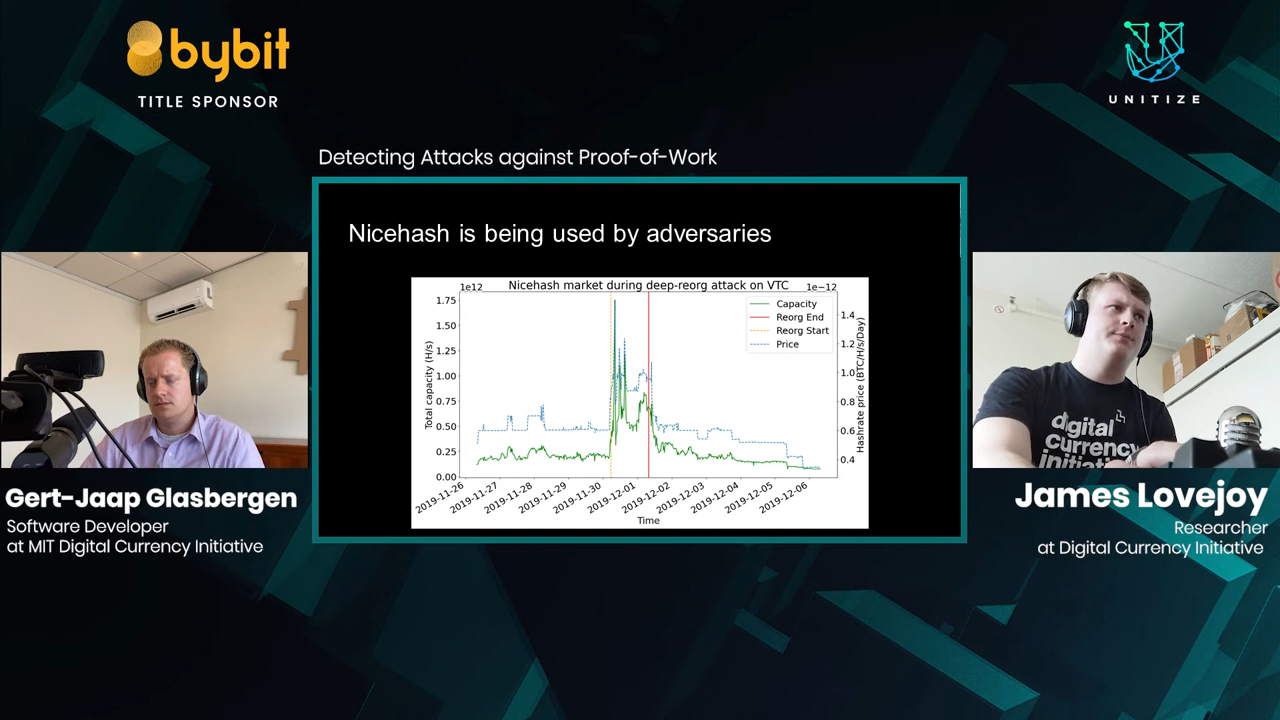 bybit
TITLE SPONSOR
UNITIZE
Detecting Attacks against Proof-of-Work
Nicehash is being used by adversaries
Nicehash market during deep-reorg attack on VTC
1e12
1e−12
Capacity
Reorg End
Reorg Start
Price
Total capacity (H/s)
1.75
1.50
1.25
1.00
0.75
0.50
0.25
0.00
1.4
1.2
1.0
0.8
0.6
0.4
Hashrate price (BTC/H/s/Day)
2019-11-26
2019-11-27
2019-11-28
2019-11-29
2019-11-30
2019-12-01
2019-12-02
2019-12-03
2019-12-04
2019-12-05
2019-12-06
Time
digital
currency
initiative
Gert-Jaap Glasbergen
Software Developer
at MIT Digital Currency Initiative
James Lovejoy
Researcher
at Digital Currency Initiative